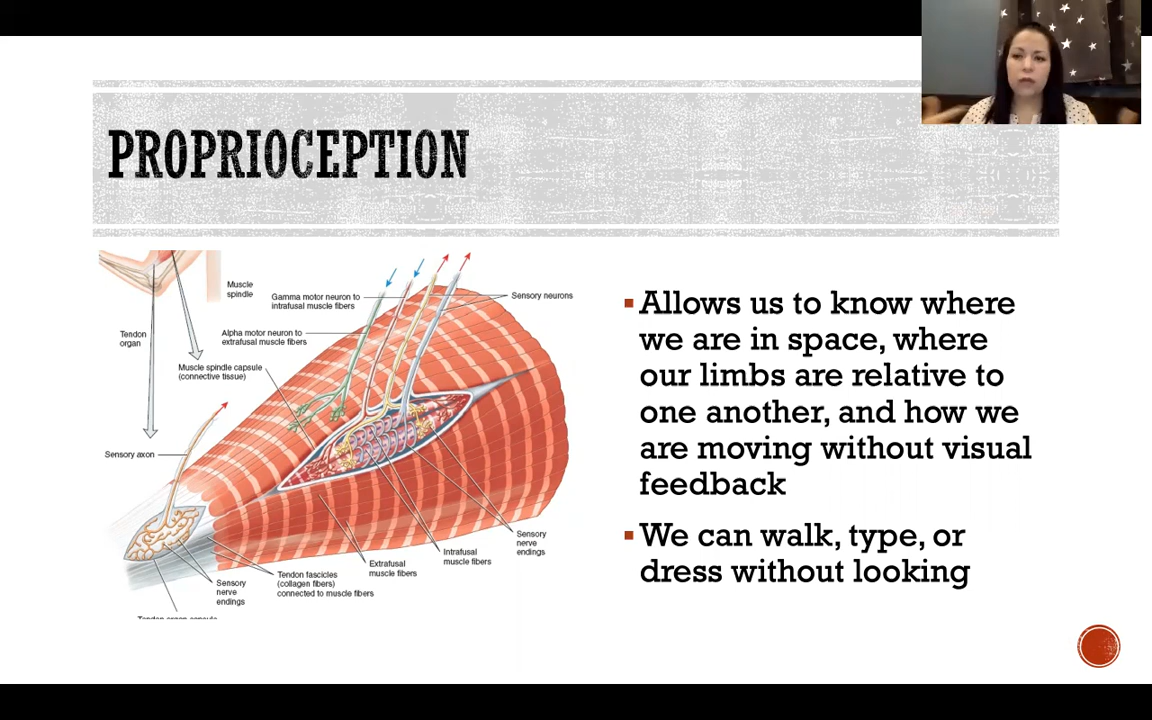 PROPRIOCEPTION
Muscle
spindle
Gamma motor neuron to
intrafusal muscle fibers
Sensory neurons
Tendon
organ
Alpha motor neuron to
extrafusal muscle fibers
Muscle spindle capsule
(connective tissue)
Sensory axon
Sensory
nerve
endings
Intrafusal
muscle fibers
Extrafusal
muscle fibers
Tendon fascicles
(collagen fibers)
connected to muscle fibers
Sensory
nerve
endings
Tendon organ capsule
▪ Allows us to know where
we are in space, where
our limbs are relative to
one another, and how we
are moving without visual
feedback
▪ We can walk, type, or
dress without looking